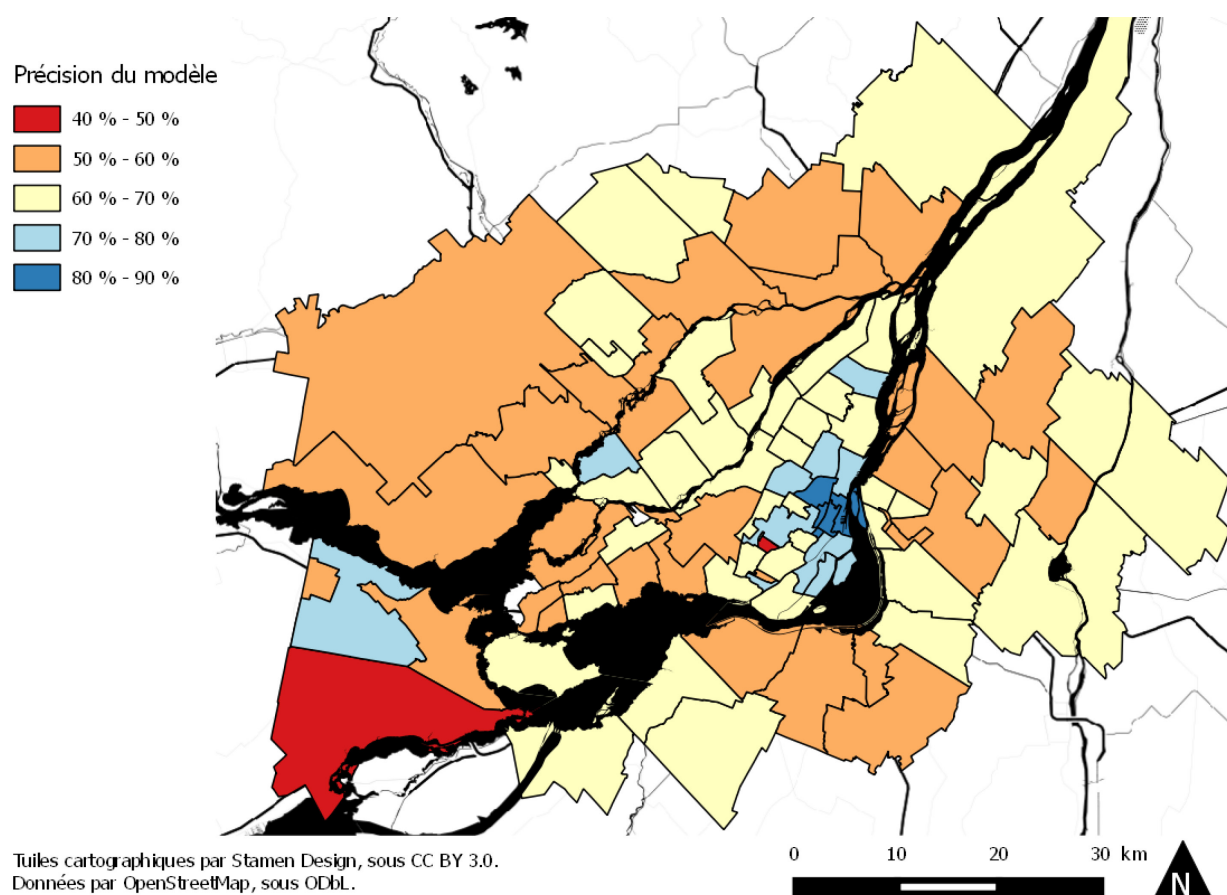 Précision du modèle
40 % - 50 %
50 % - 60 %
60 % - 70 %
70 % - 80 %
80 % - 90 %
Tuiles cartographiques par Stamen Design, sous CC BY 3.0.
Données par OpenStreetMap, sous ODbL.
0 10 20 30 km
N